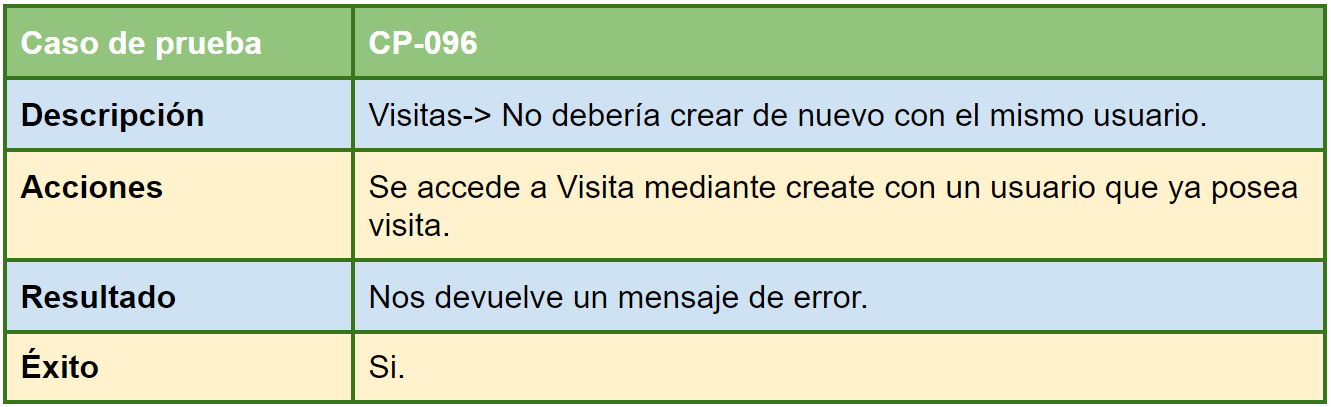 Caso de prueba CP-096
Descripción Visitas-> No debería crear de nuevo con el mismo usuario.
Acciones Se accede a Visita mediante create con un usuario que ya posea
visita.
Resultado Nos devuelve un mensaje de error.
Éxito Si.